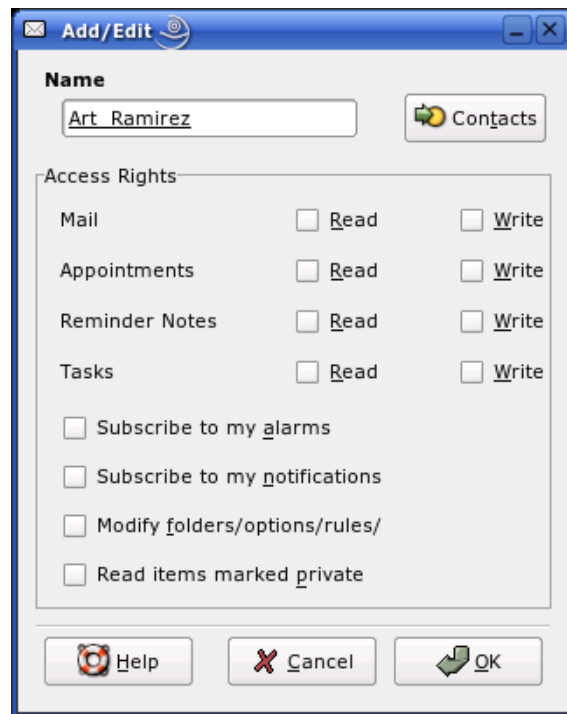 Add/Edit
Name
Art Ramirez
Contacts
Access Rights
Mail Read Write
Appointments Read Write
Reminder Notes Read Write
Tasks Read Write
Subscribe to my alarms
Subscribe to my notifications
Modify folders/options/rules/
Read items marked private
Help Cancel OK